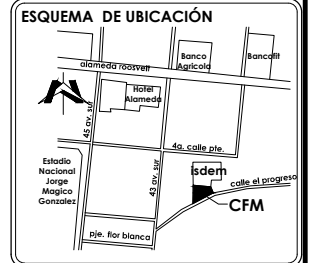 ESQUEMA DE UBICACIÓN
Banco
Agricola
Bancofit
alameda roosvelt
Hotel
Alameda
45 av. sur
4a. calle pte.
Estadio
Nacional
Jorge
Magico
Gonzalez
43 av. sur
isdem
calle el progreso
CFM
pje. flor blanca